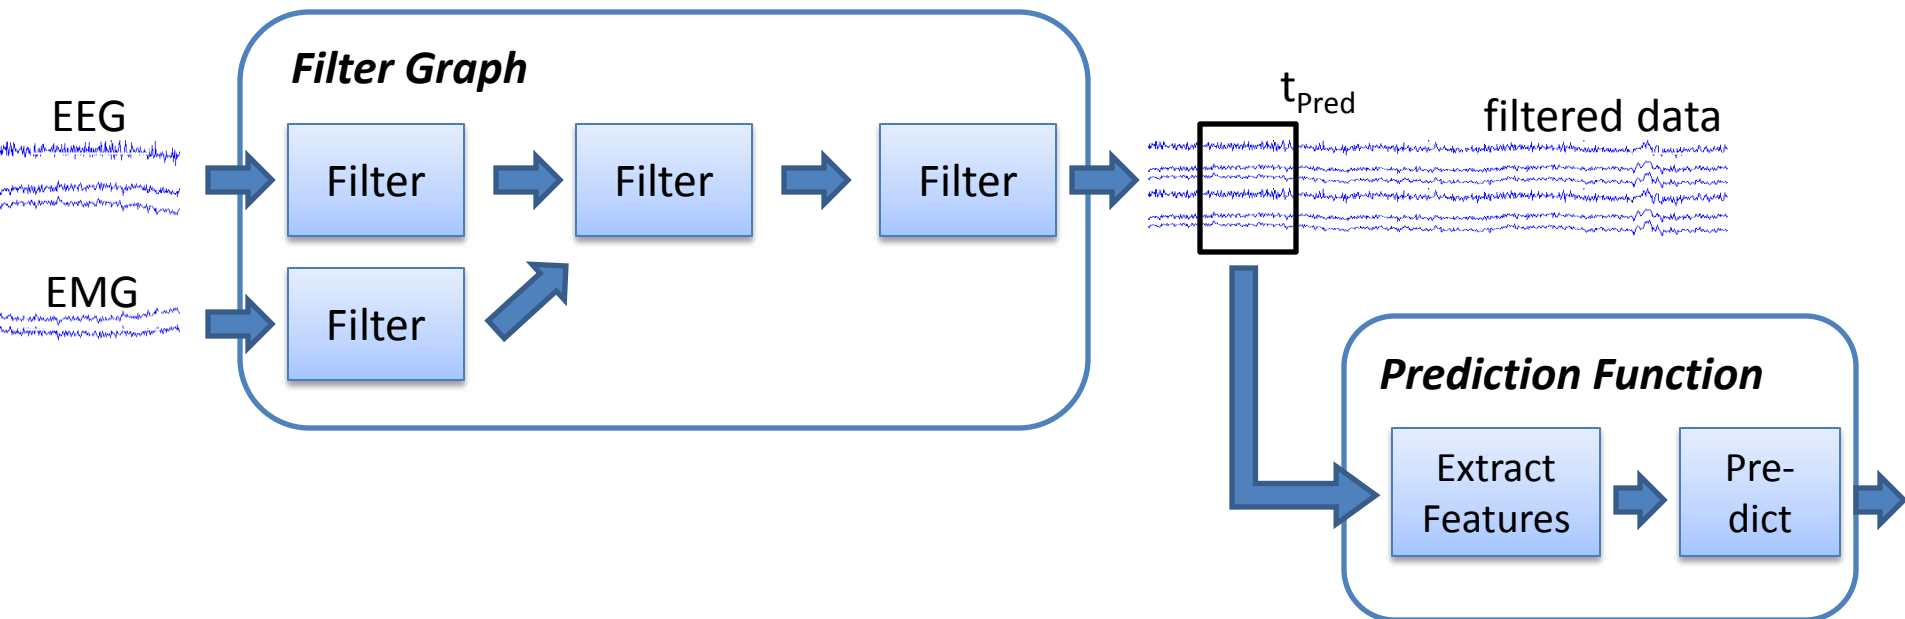 Filter Graph
EEG
Filter
Filter
Filter
EMG
Filter
tPred
filtered data
Prediction Function
Extract
Features
Pre-
dict